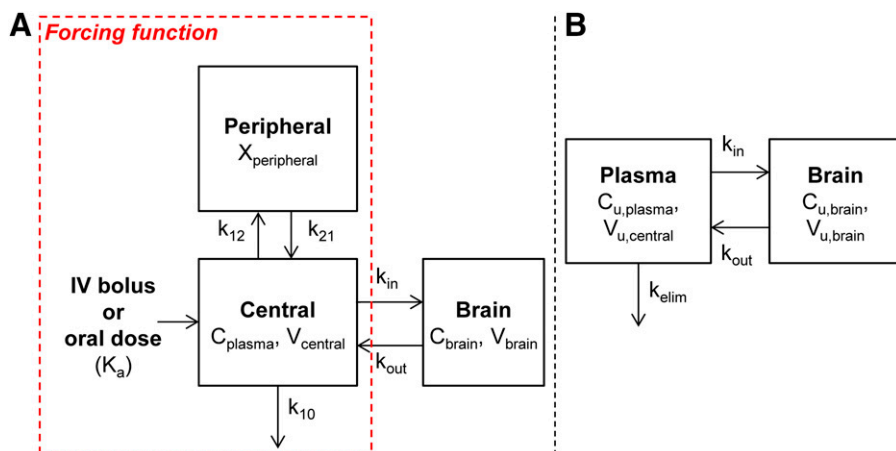 A
Forcing function
Peripheral
Xperipheral
k12
k21
IV bolus
or
oral dose
(Ka)
Central
Cplasma, Vcentral
kin
kout
Brain
Cbrain, Vbrain
k10
B
Plasma
Cu,plasma,
Vu,central
kin
kout
Brain
Cu,brain,
Vu,brain
kelim